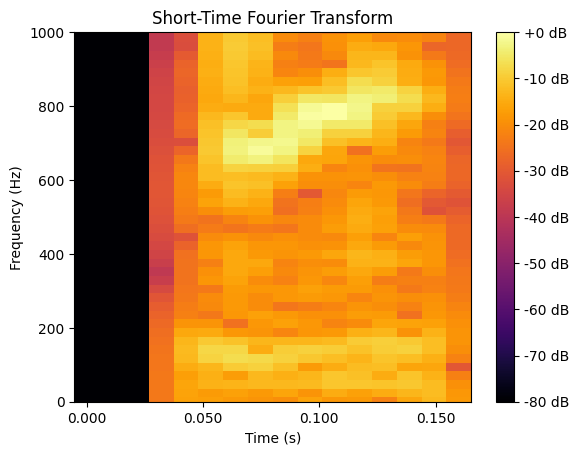 Short-Time Fourier Transform
1000
800
600
400
200
0
Frequency (Hz)
0.000
0.050
0.100
0.150
Time (s)
+0 dB
-10 dB
-20 dB
-30 dB
-40 dB
-50 dB
-60 dB
-70 dB
-80 dB